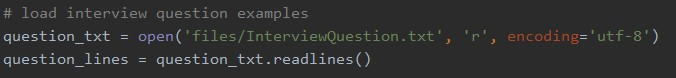 # load interview question examples
question_txt = open('files/InterviewQuestion.txt', 'r', encoding='utf-8')
question_lines = question_txt.readlines()